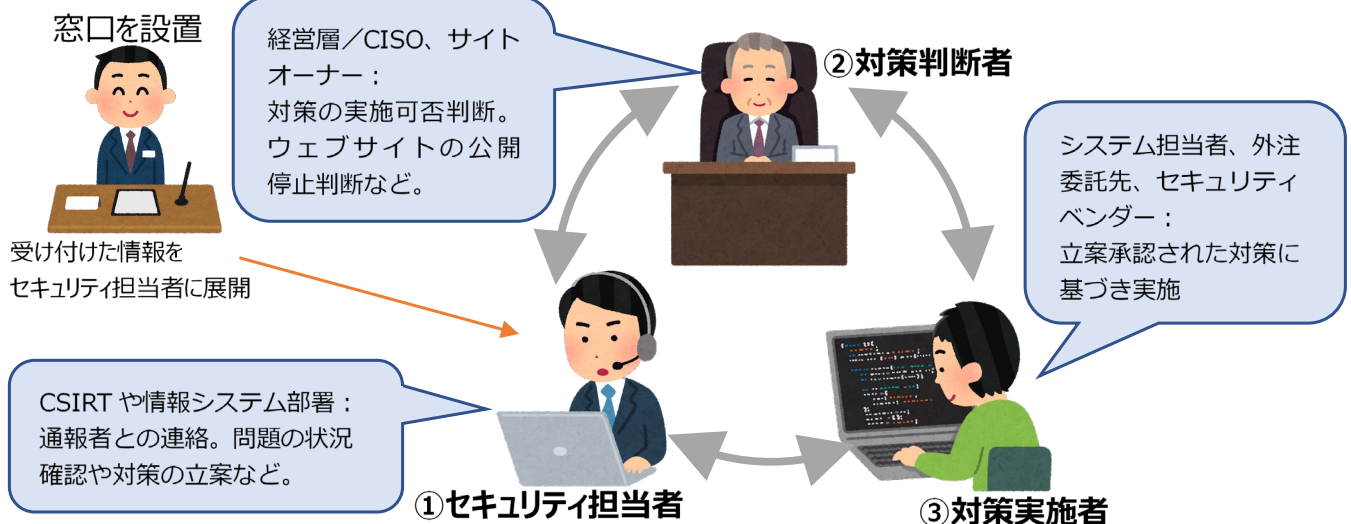 窓口を設置
受け付けた情報を
セキュリティ担当者に展開
経営層／CISO、サイト
オーナー：
対策の実施可否判断。
ウェブサイトの公開
停止判断など。
②対策判断者
システム担当者、外注
委託先、セキュリティ
ベンダー：
立案承認された対策に
基づき実施
CSIRT や情報システム部署：
通報者との連絡。問題の状況
確認や対策の立案など。
①セキュリティ担当者
③対策実施者